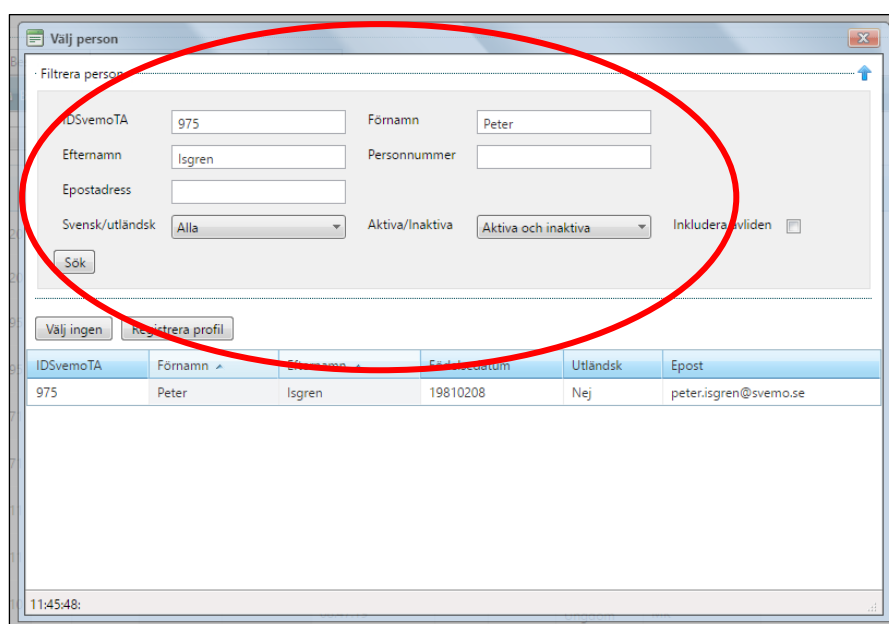 Välj person
Filtrera person
IDSvemoTA 975 Förnamn Peter
Efternamn Isgren Personnummer
Epostadress
Svensk/utländsk Alla Aktiva/Inaktiva Aktiva och inaktiva Inkludera avliden
Sök
Välj ingen Registrera profil
IDSvemoTA Förnamn Efternamn Födelsedatum Utländsk Epost
975 Peter Isgren 19810208 Nej peter.isgren@svemo.se
11:45:48: